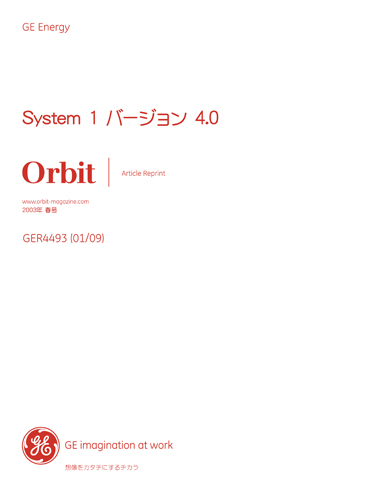 GE Energy
System 1 バージョン 4.0
Orbit
Article Reprint
www.orbit-magazine.com
2003年 春号
GER4493 (01/09)
GE imagination at work
想像をカタチにするチカラ